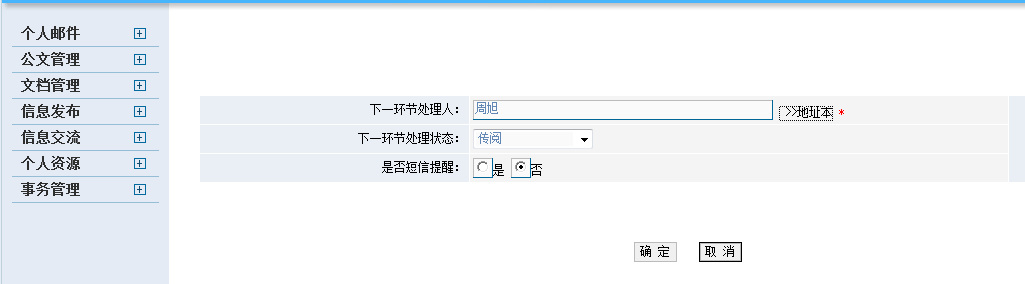 个人邮件
公文管理
文档管理
信息发布
信息交流
个人资源
事务管理
下一环节处理人： 周旭 >>地址本 *
下一环节处理状态： 传阅
是否短信提醒： 是 否
确 定 取 消